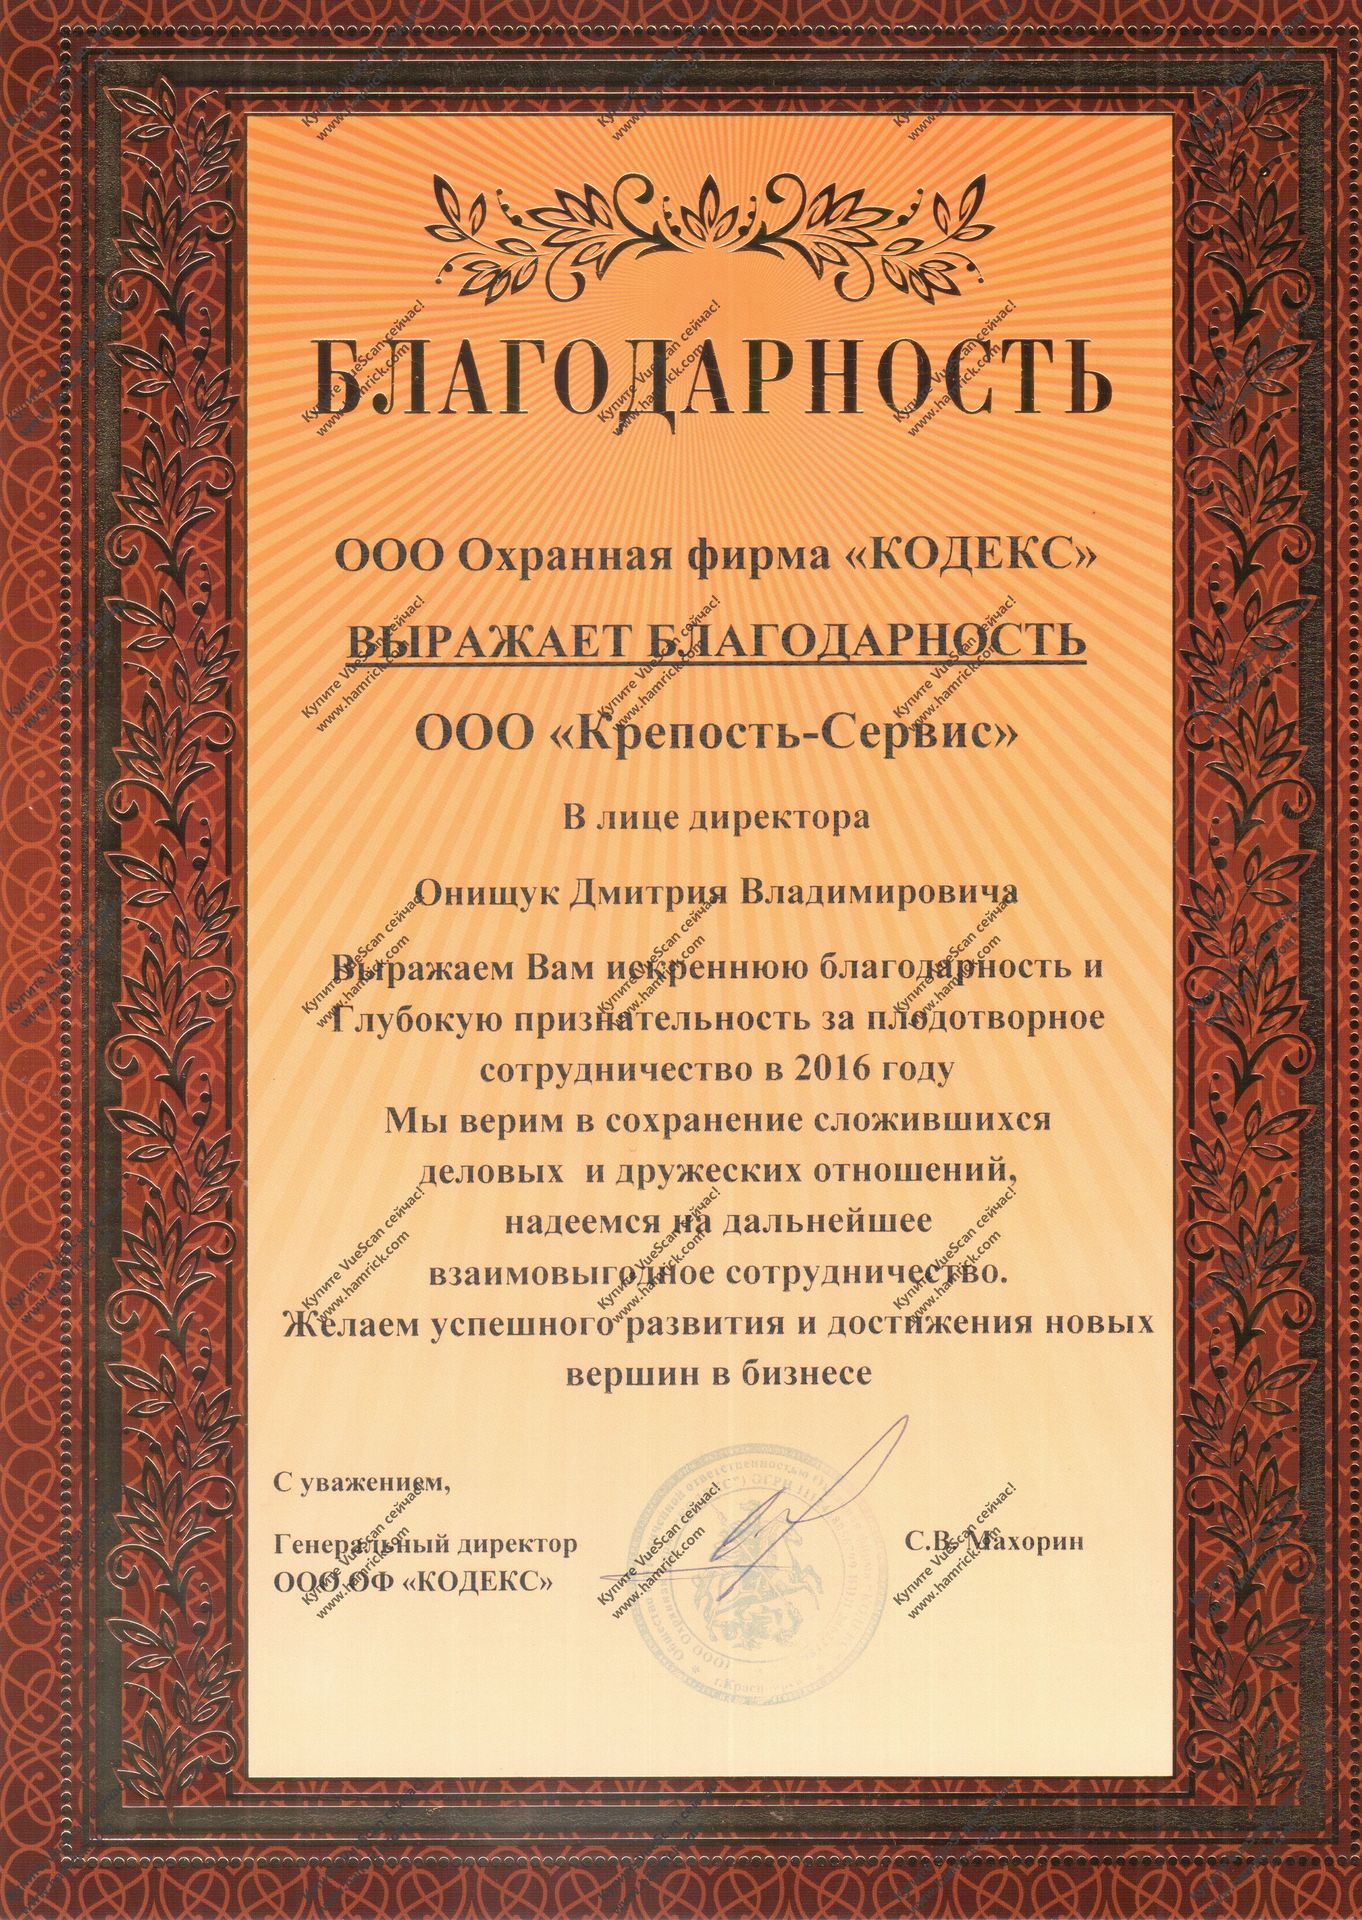 БЛАГОДАРНОСТЬ
ООО Охранная фирма «КОДЕКС»
ВЫРАЖАЕТ БЛАГОДАРНОСТЬ
ООО «Крепость-Сервис»
В лице директора
Онищук Дмитрия Владимировича
Выражаем Вам искреннюю благодарность и
Глубокую признательность за плодотворное
сотрудничество в 2016 году
Мы верим в сохранение сложившихся
деловых и дружеских отношений,
надеемся на дальнейшее
взаимовыгодное сотрудничество.
Желаем успешного развития и достижения новых
вершин в бизнесе
С уважением,
Генеральный директор
ООО ОФ «КОДЕКС»
С.В. Махорин
Купите VueScan сейчас!
www.hamrick.com